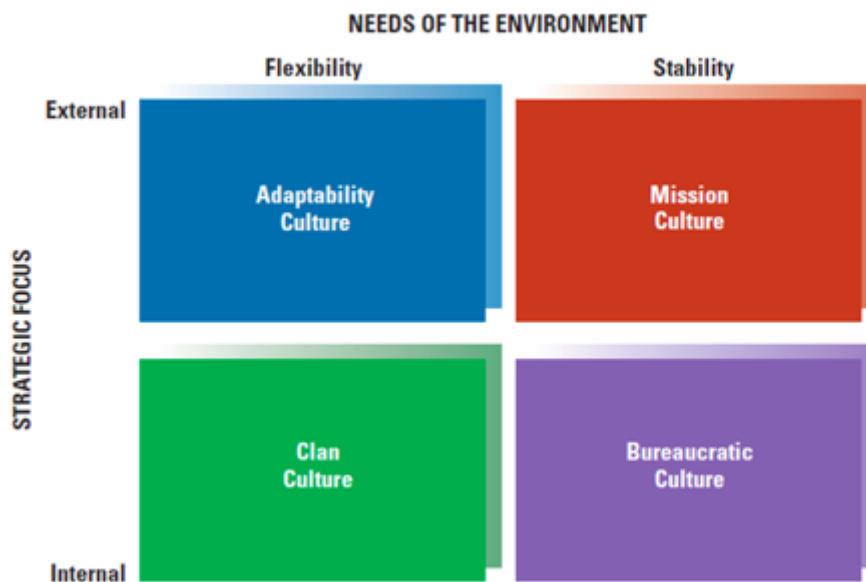 NEEDS OF THE ENVIRONMENT
Flexibility
Stability
External
Adaptability
Culture
Mission
Culture
STRATEGIC FOCUS
Clan
Culture
Bureaucratic
Culture
Internal